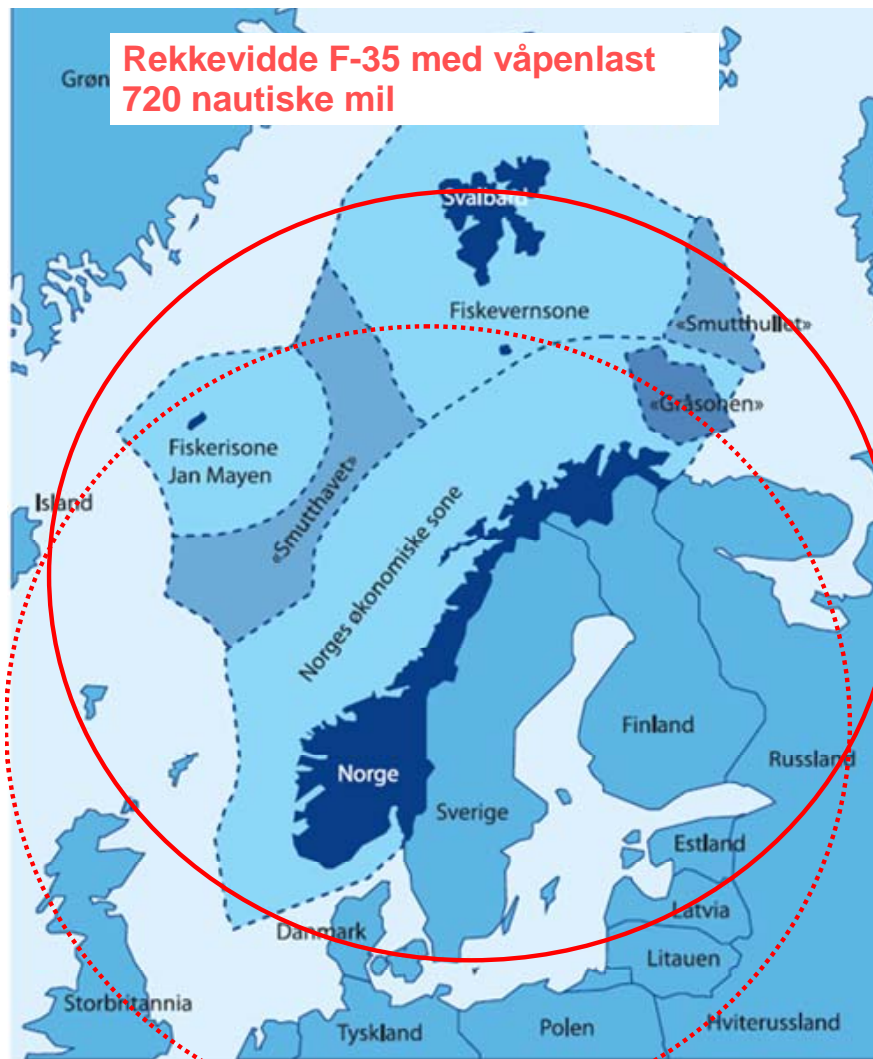 Rekkevidde F-35 med våpenlast
720 nautiske mil
Grøn
Svalbard
Fiskevernsone
«Smutthullet»
«Gråsonen»
Fiskerisone
Jan Mayen
Island
«Smutthavet»
Norges økonomiske sone
Finland
Russland
Norge
Sverige
Estland
Latvia
Danmark
Litauen
Storbritannia
Tyskland
Polen
Hviterussland